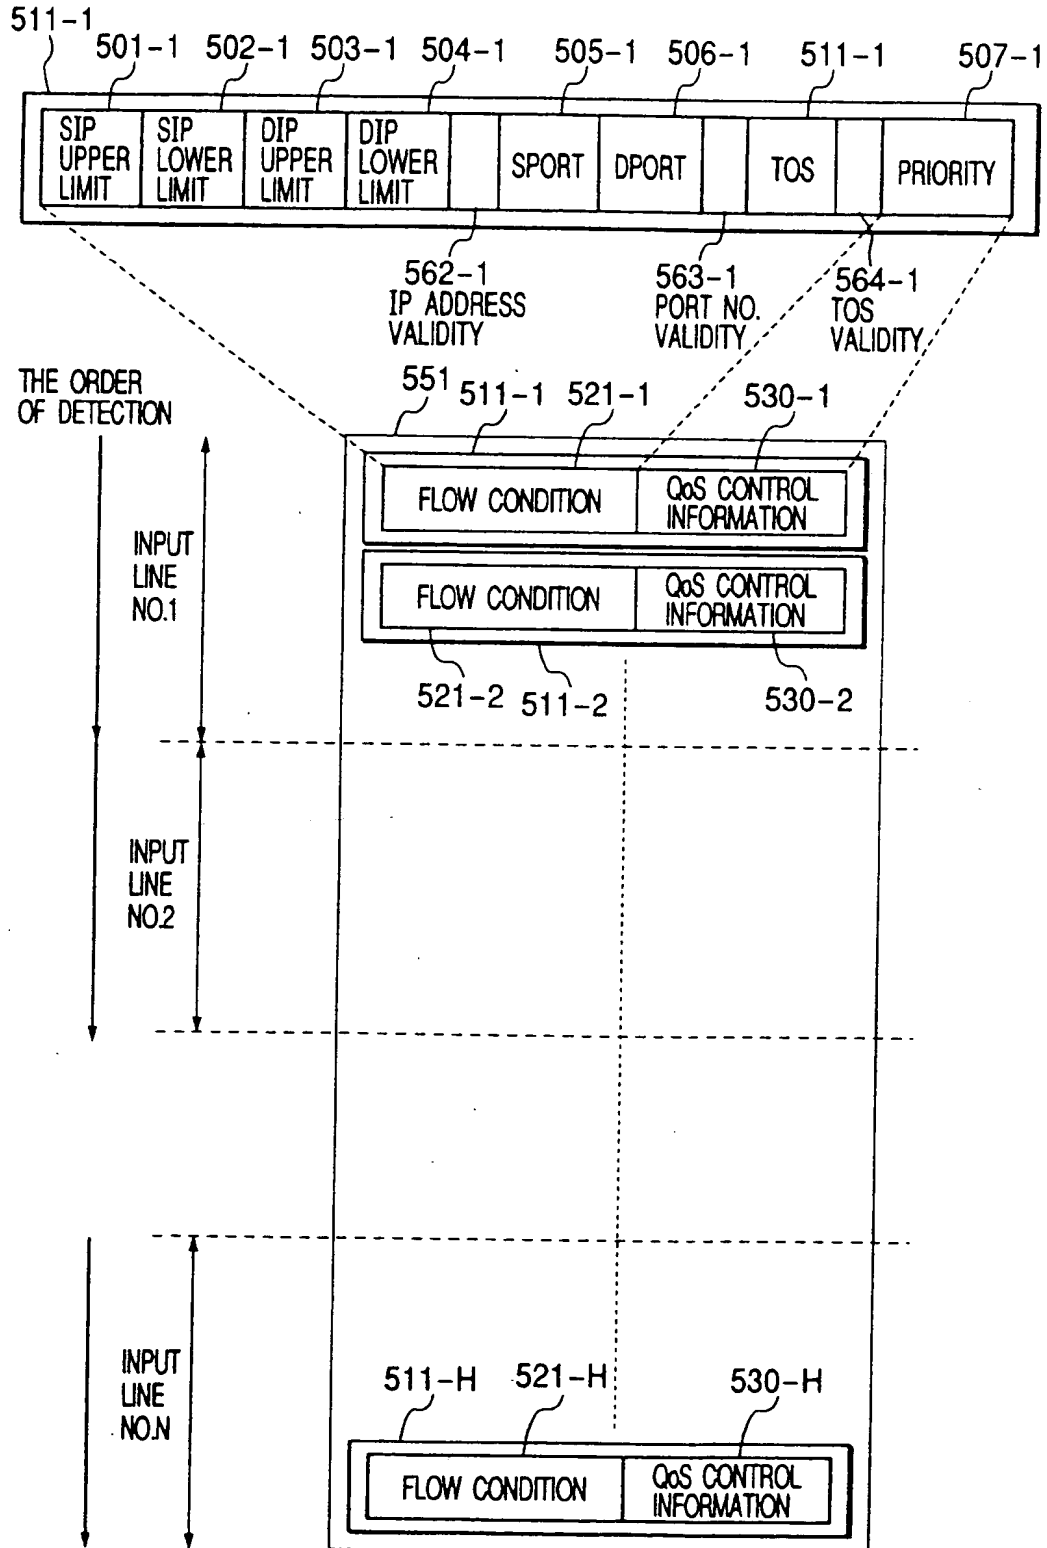 511-1
501-1 502-1 503-1 504-1 505-1 506-1 511-1 507-1
SIP UPPER LIMIT
SIP LOWER LIMIT
DIP UPPER LIMIT
DIP LOWER LIMIT
SPORT
DPORT
TOS
PRIORITY
562-1
IP ADDRESS
VALIDITY
563-1
PORT NO.
VALIDITY
564-1
TOS
VALIDITY
THE ORDER
OF DETECTION
551
511-1 521-1 530-1
INPUT
LINE
NO.1
FLOW CONDITION
QoS CONTROL
INFORMATION
FLOW CONDITION
QoS CONTROL
INFORMATION
521-2 511-2 530-2
INPUT
LINE
NO.2
INPUT
LINE
NO.N
511-H 521-H 530-H
FLOW CONDITION
QoS CONTROL
INFORMATION